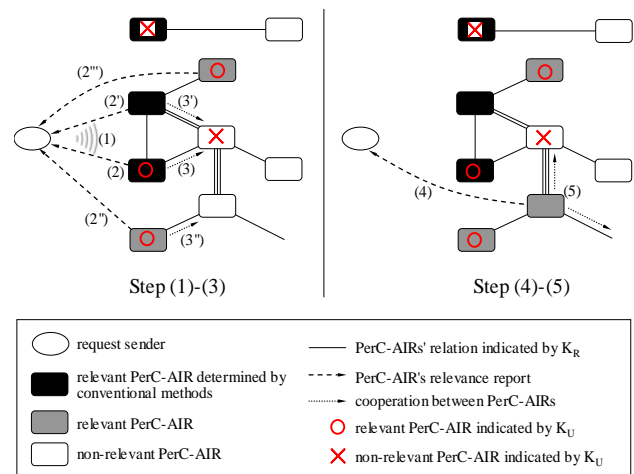 (2''')
(2')
(3')
(1)
(2)
(3)
(2'')
(3'')
Step (1)-(3)
(4)
(5)
Step (4)-(5)
request sender
relevant PerC-AIR determined by
conventional methods
relevant PerC-AIR
non-relevant PerC-AIR
PerC-AIRs' relation indicated by K_R
PerC-AIR's relevance report
cooperation between PerC-AIRs
relevant PerC-AIR indicated by K_U
non-relevant PerC-AIR indicated by K_U